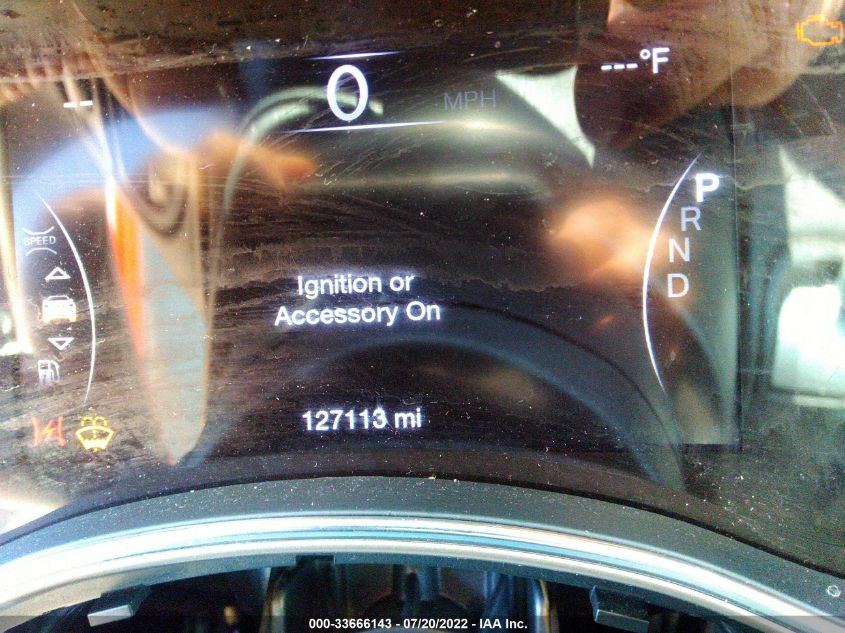 0 MPH
---°F
--
P
R
N
D
SPEED
Ignition or
Accessory On
127113 mi
000-33666143 - 07/20/2022 - IAA Inc.